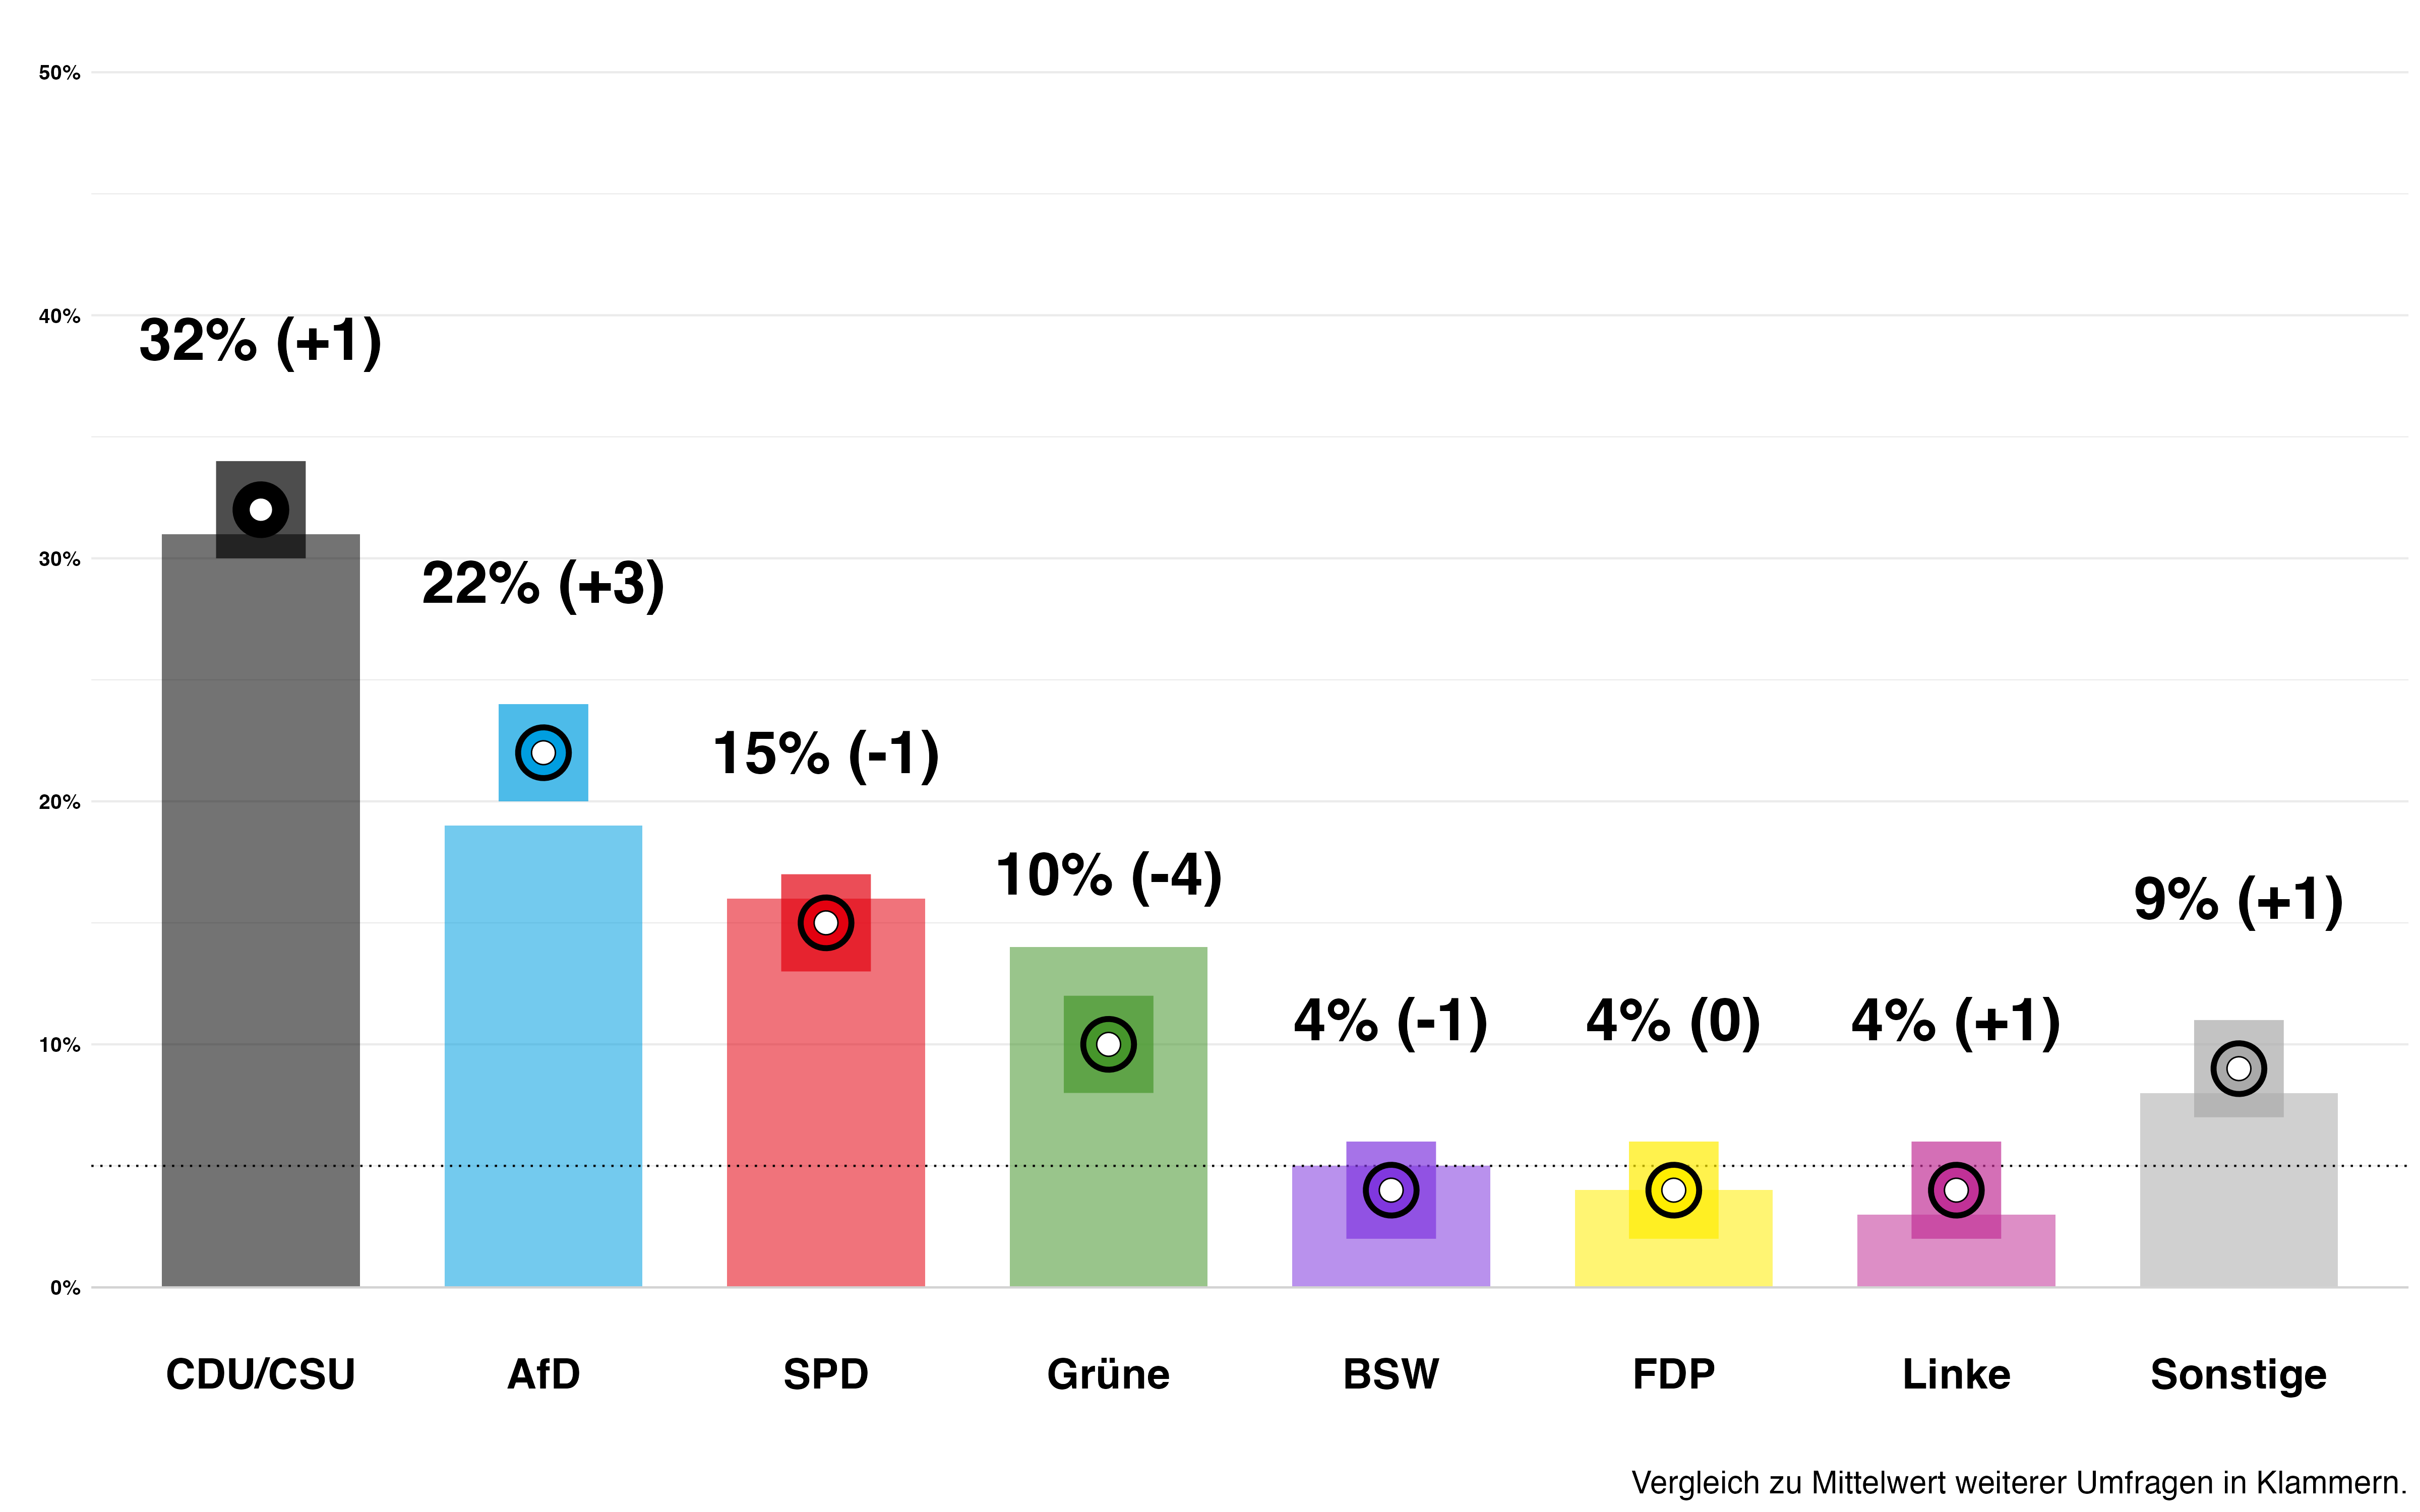 50%
40%
30%
20%
10%
0%
32% (+1)
22% (+3)
15% (-1)
10% (-4)
4% (-1)
4% (0)
4% (+1)
9% (+1)
CDU/CSU
AfD
SPD
Grüne
BSW
FDP
Linke
Sonstige
Vergleich zu Mittelwert weiterer Umfragen in Klammern.